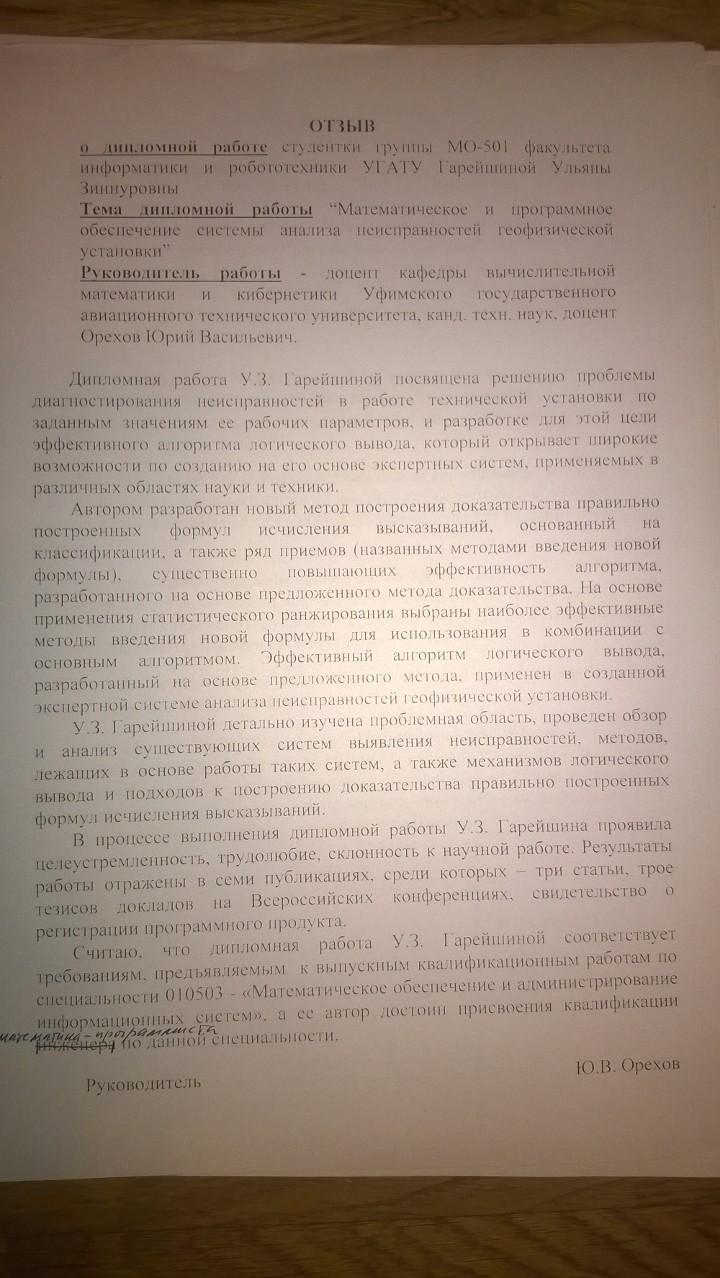 ОТЗЫВ
о дипломной работе студентки группы МО-501 факультета
информатики и робототехники УГАТУ Гарейшиной Ульяны
Зиннуровны
Тема дипломной работы “Математическое и программное
обеспечение системы анализа неисправностей геофизической
установки”
Руководитель работы - доцент кафедры вычислительной
математики и кибернетики Уфимского государственного
авиационного технического университета, канд. техн. наук, доцент
Орехов Юрий Васильевич.
Дипломная работа У.З. Гарейшиной посвящена решению проблемы
диагностирования неисправностей в работе технической установки по
заданным значениям ее рабочих параметров, и разработке для этой цели
эффективного алгоритма логического вывода, который открывает широкие
возможности по созданию на его основе экспертных систем, применяемых в
различных областях науки и техники.
Автором разработан новый метод построения доказательства правильно
построенных формул исчисления высказываний, основанный на
классификации, а также ряд приемов (названных методами введения новой
формулы), существенно повышающих эффективность алгоритма,
разработанного на основе предложенного метода доказательства. На основе
применения статистического ранжирования выбраны наиболее эффективные
методы введения новой формулы для использования в комбинации с
основным алгоритмом. Эффективный алгоритм логического вывода,
разработанный на основе предложенного метода, применен в созданной
экспертной системе анализа неисправностей геофизической установки.
У.З. Гарейшиной детально изучена проблемная область, проведен обзор
и анализ существующих систем выявления неисправностей, методов,
лежащих в основе работы таких систем, а также механизмов логического
вывода и подходов к построению доказательства правильно построенных
формул исчисления высказываний.
В процессе выполнения дипломной работы У.З. Гарейшина проявила
целеустремленность, трудолюбие, склонность к научной работе. Результаты
работы отражены в семи публикациях, среди которых – три статьи, трое
тезисов докладов на Всероссийских конференциях, свидетельство о
регистрации программного продукта.
Считаю, что дипломная работа У.З. Гарейшиной соответствует
требованиям, предъявляемым к выпускным квалификационным работам по
специальности 010503 - «Математическое обеспечение и администрирование
информационных систем», а ее автор достоин присвоения квалификации
математика-программиста
инженера по данной специальности.
Руководитель Ю.В. Орехов